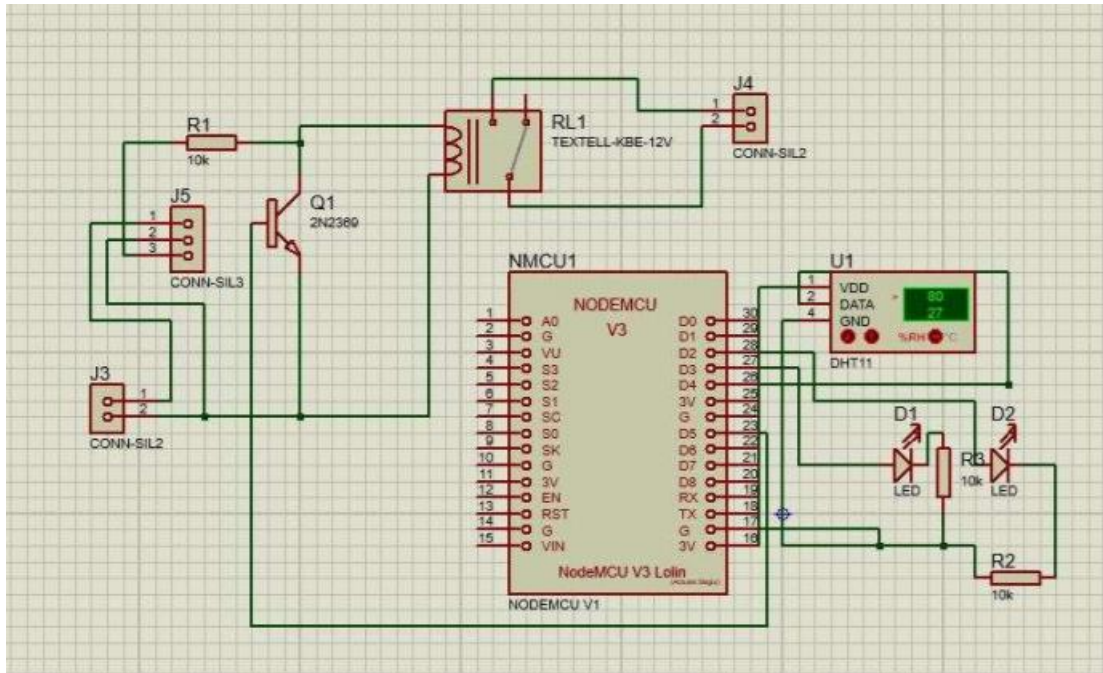 J4
1
2
CONN-SIL2
RL1
TEXTELL-KBE-12V
R1
10k
J5
1
2
3
CONN-SIL3
Q1
2N2369
J3
1
2
CONN-SIL2
NMCU1
NODEMCU
V3
1 A0
2 G
3 VU
4 S3
5 S2
6 S1
7 SC
8 S0
9 SK
10 G
11 3V
12 EN
13 RST
14 G
15 VIN
D0 30
D1 29
D2 28
D3 27
D4 26
3V 25
G 24
D5 23
D6 22
D7 21
D8 20
RX 19
TX 18
G 17
3V 16
NodeMCU V3 Lolin
NODEMCU V1
U1
1 VDD
2 DATA
4 GND
> 80
27
%RH °C
DHT11
D1
LED
R3
10k
D2
LED
R2
10k